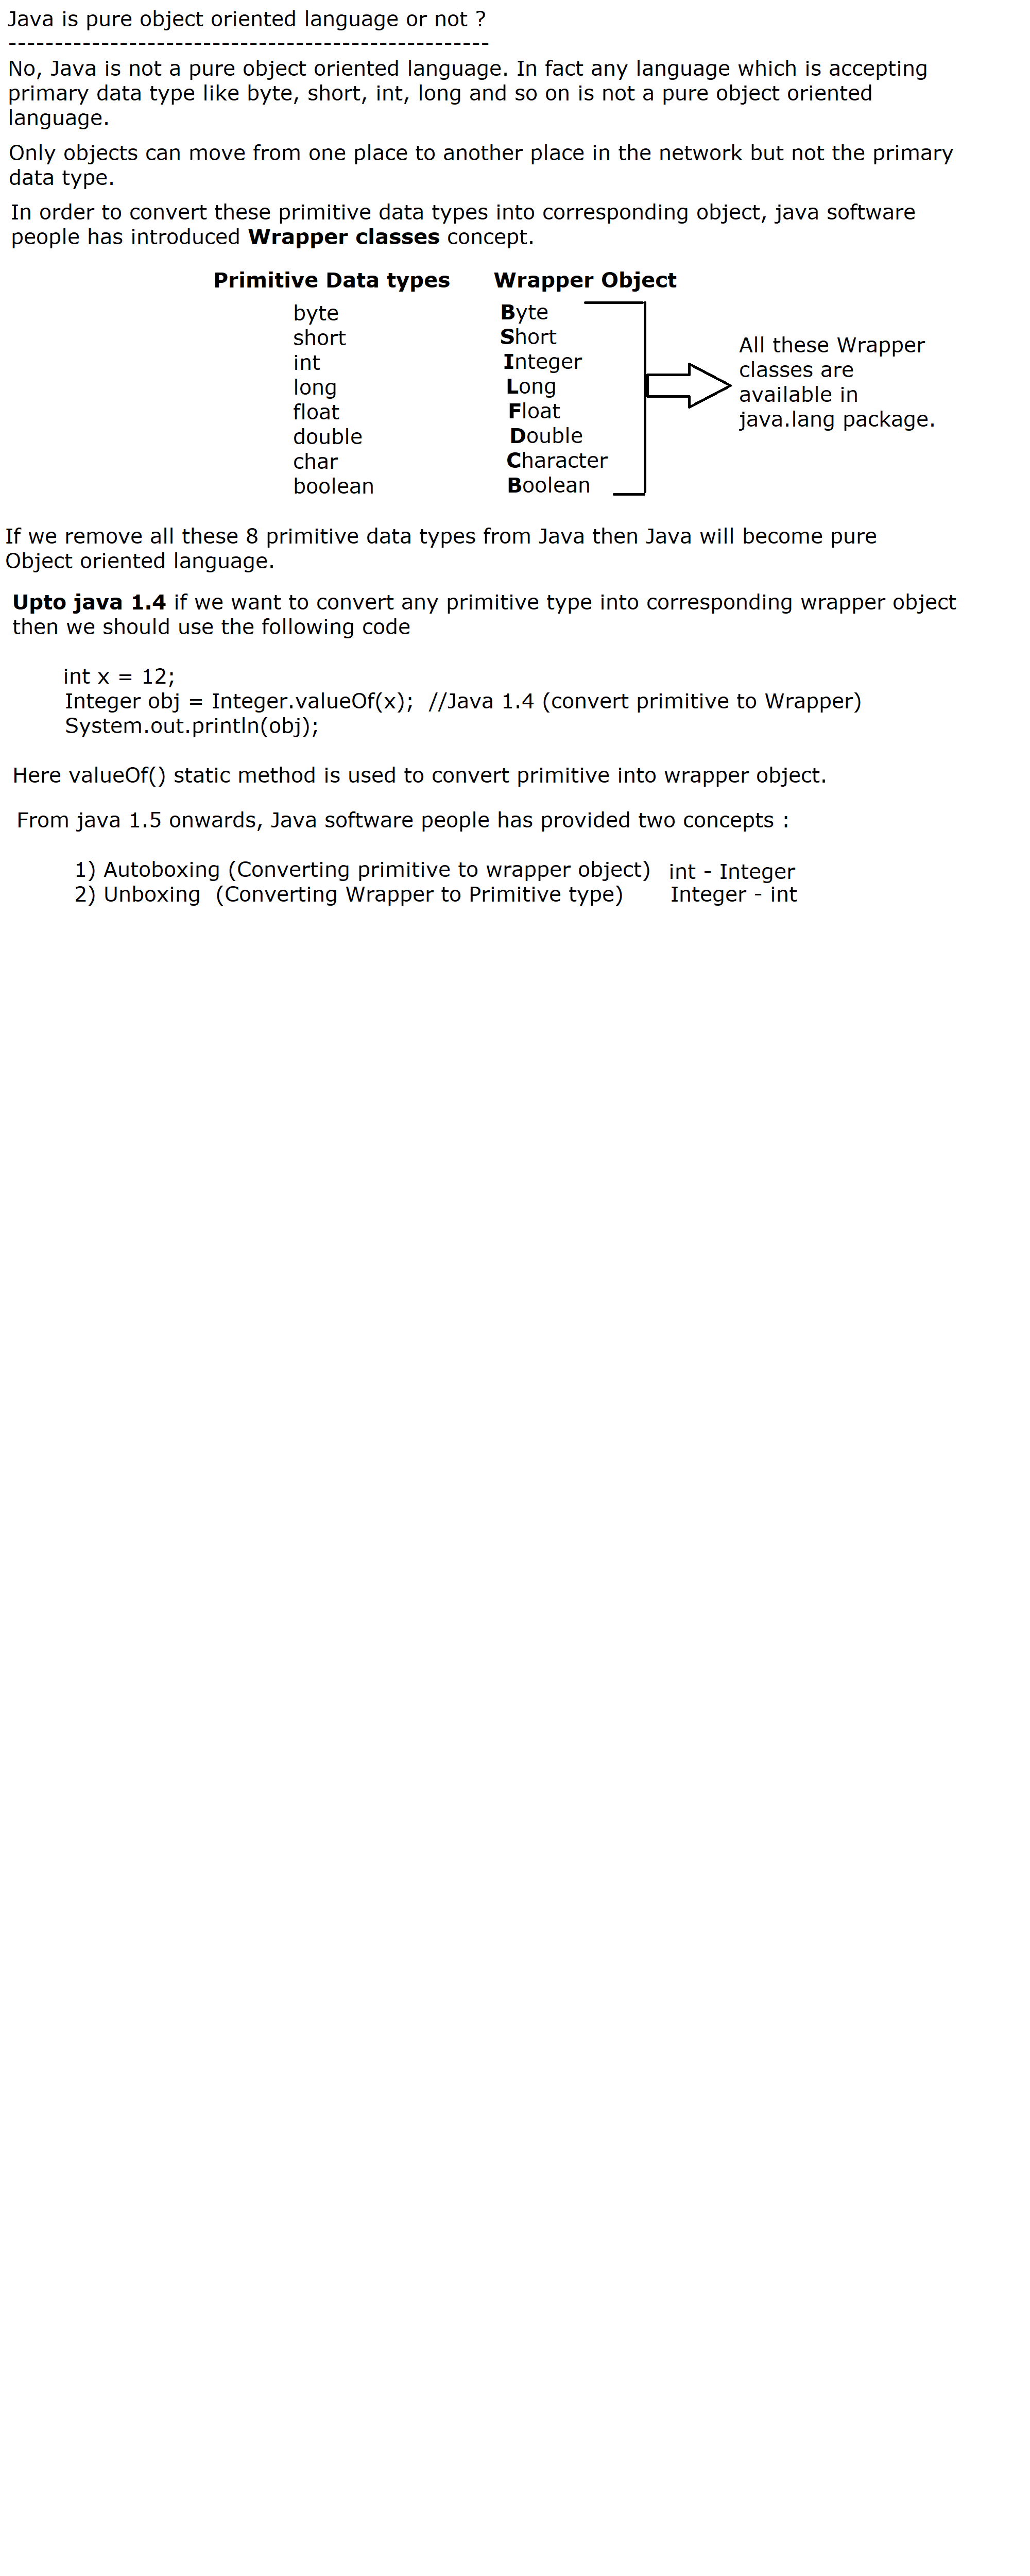 Java is pure object oriented language or not ?
----------------------------------------------------
No, Java is not a pure object oriented language. In fact any language which is accepting
primary data type like byte, short, int, long and so on is not a pure object oriented
language.
Only objects can move from one place to another place in the network but not the primary
data type.
In order to convert these primitive data types into corresponding object, java software
people has introduced Wrapper classes concept.
Primitive Data types Wrapper Object
byte Byte
short Short
int Integer
long Long
float Float
double Double
char Character
boolean Boolean
All these Wrapper
classes are
available in
java.lang package.
If we remove all these 8 primitive data types from Java then Java will become pure
Object oriented language.
Upto java 1.4 if we want to convert any primitive type into corresponding wrapper object
then we should use the following code
int x = 12;
Integer obj = Integer.valueOf(x); //Java 1.4 (convert primitive to Wrapper)
System.out.println(obj);
Here valueOf() static method is used to convert primitive into wrapper object.
From java 1.5 onwards, Java software people has provided two concepts :
1) Autoboxing (Converting primitive to wrapper object) int - Integer
2) Unboxing (Converting Wrapper to Primitive type) Integer - int